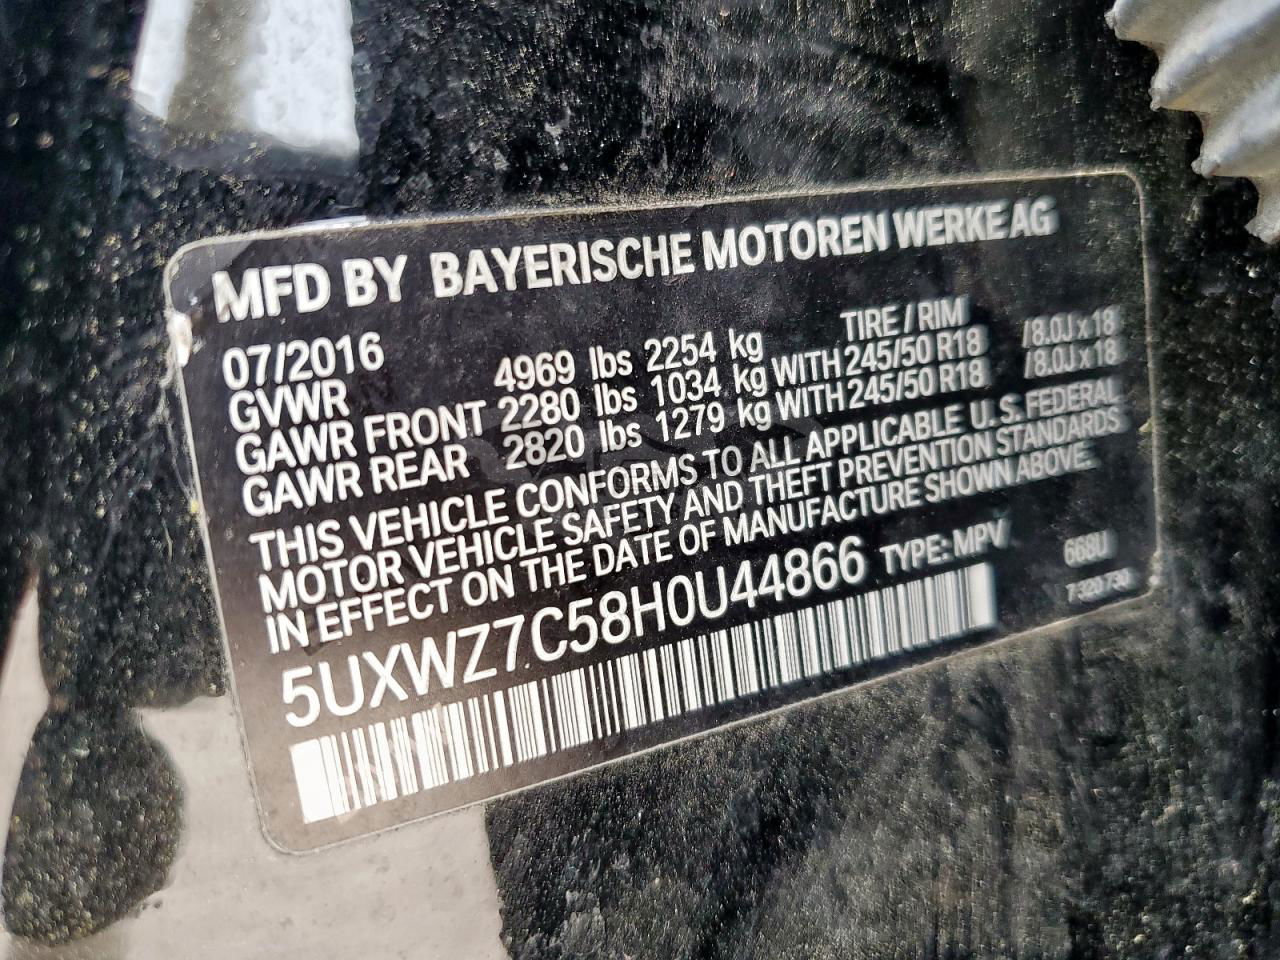 MFD BY BAYERISCHE MOTOREN WERKE AG
07/2016 TIRE / RIM
GVWR 4969 lbs 2254 kg
GAWR FRONT 2280 lbs 1034 kg WITH 245/50 R18 /8.0J x 18
GAWR REAR 2820 lbs 1279 kg WITH 245/50 R18 /8.0J x 18
THIS VEHICLE CONFORMS TO ALL APPLICABLE U.S. FEDERAL
MOTOR VEHICLE SAFETY AND THEFT PREVENTION STANDARDS
IN EFFECT ON THE DATE OF MANUFACTURE SHOWN ABOVE.
5UXWZ7C58H0U44866 TYPE: MPV 668U
7 320 730